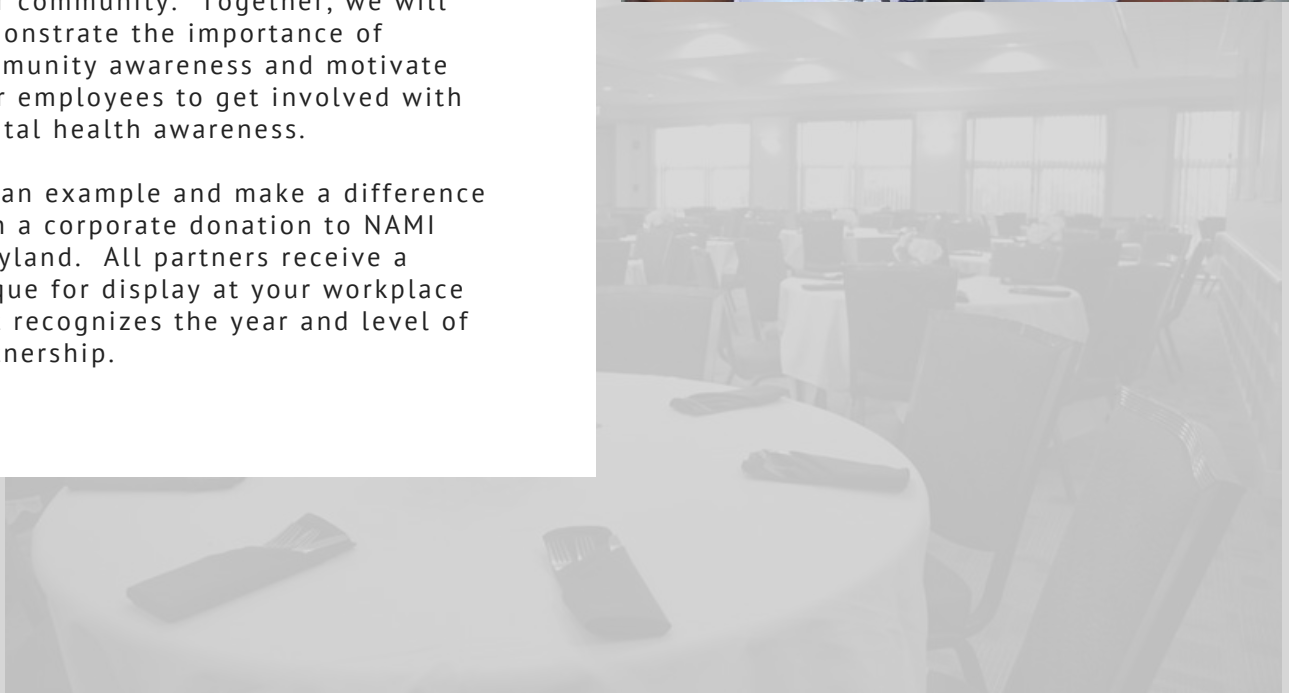 community. Together, we will
onstrate the importance of
munity awareness and motivate
r employees to get involved with
tal health awareness.
an example and make a difference
a corporate donation to NAMI
yland. All partners receive a
que for display at your workplace
recognizes the year and level of
nership.